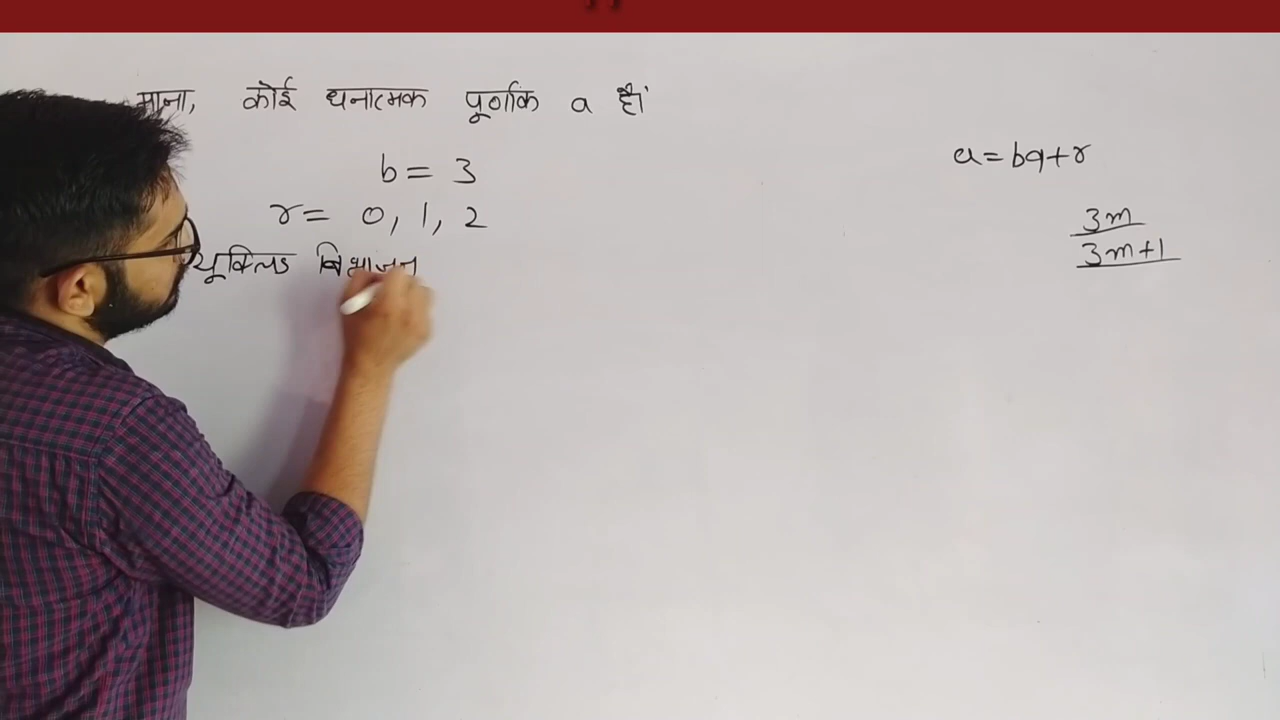 माना, कोई धनात्मक पूर्णांक a है।
b = 3
r = 0, 1, 2
यूक्लिड विभाजन
a = bq + r
3m
3m+1